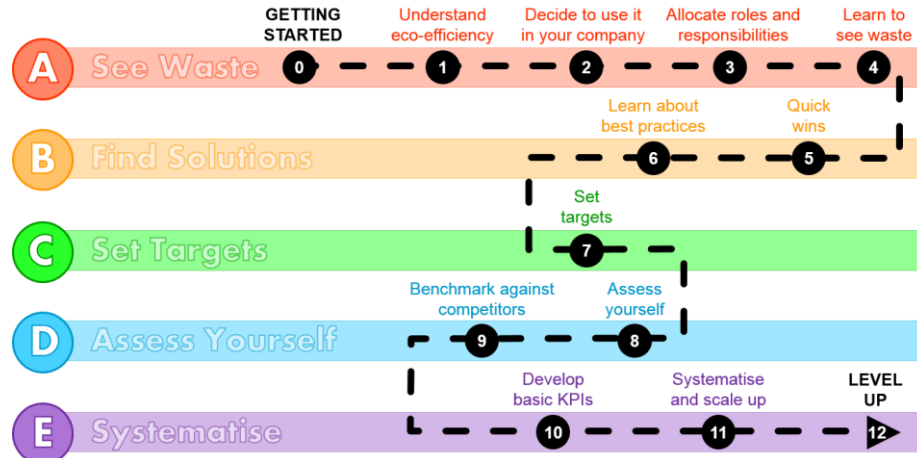 GETTING
STARTED
Understand
eco-efficiency
Decide to use it
in your company
Allocate roles and
responsibilities
Learn to
see waste
A
See Waste
0
1
2
3
4
Learn about
best practices
Quick
wins
B
Find Solutions
6
5
Set
targets
C
Set Targets
7
Benchmark against
competitors
Assess
yourself
D
Assess Yourself
9
8
Develop
basic KPIs
Systematise
and scale up
LEVEL
UP
E
Systematise
10
11
12